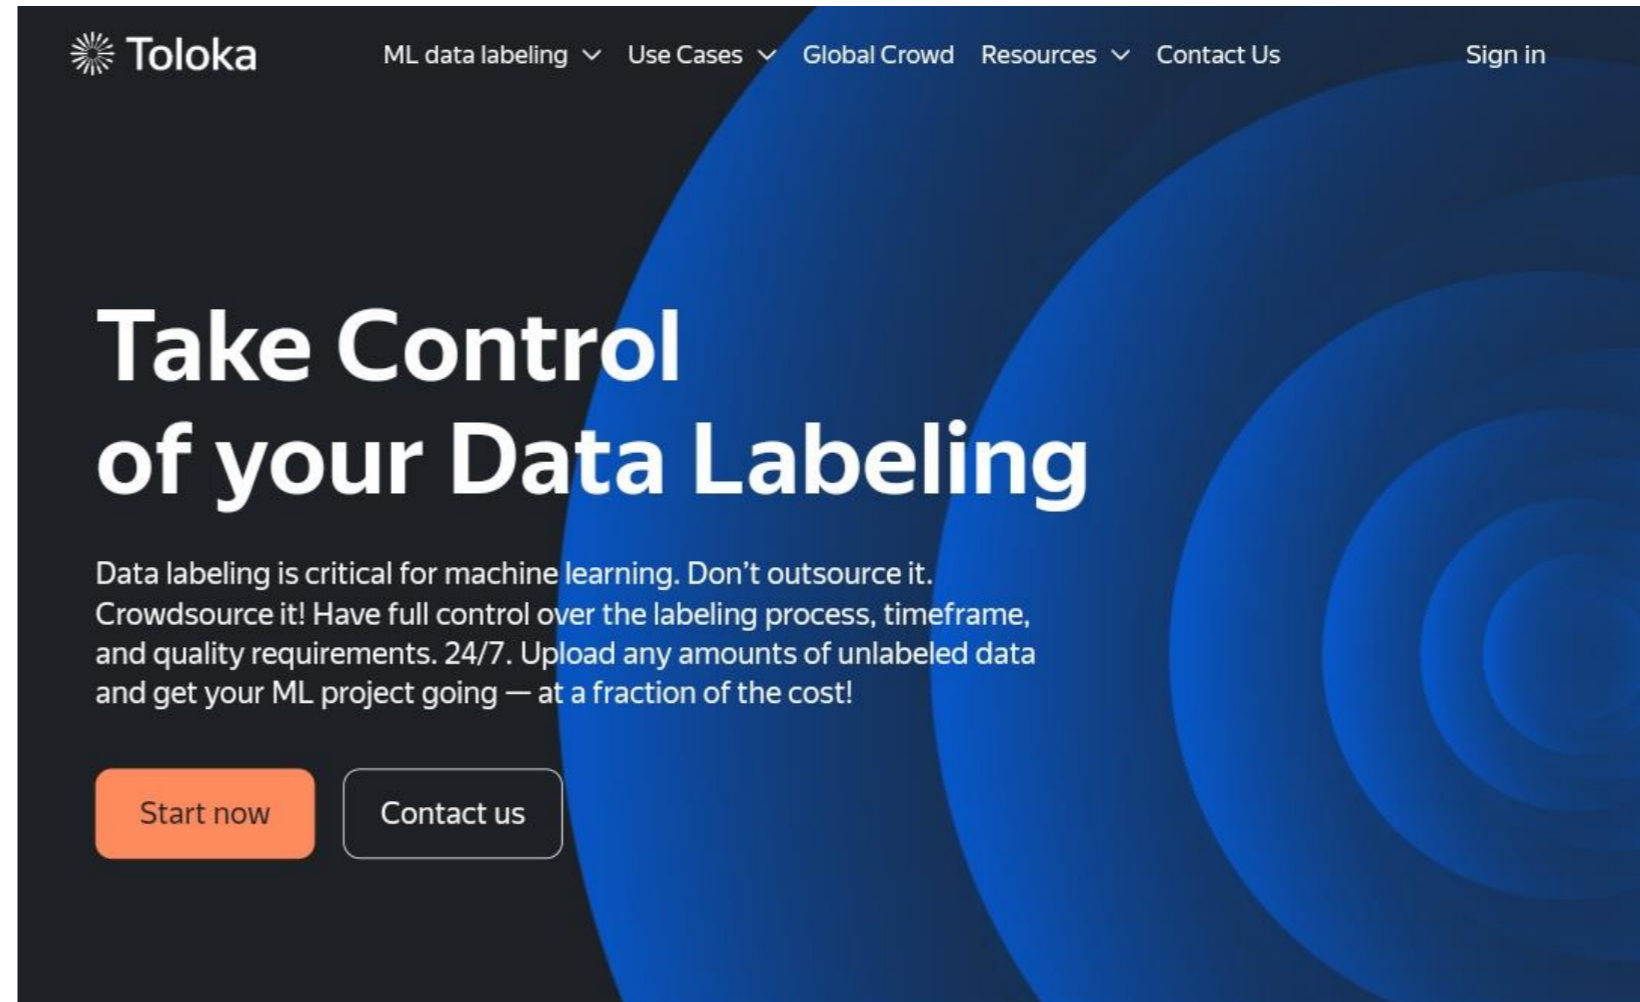 Toloka
ML data labeling
Use Cases
Global Crowd
Resources
Contact Us
Sign in
Take Control
of your Data Labeling
Data labeling is critical for machine learning. Don’t outsource it.
Crowdsource it! Have full control over the labeling process, timeframe,
and quality requirements. 24/7. Upload any amounts of unlabeled data
and get your ML project going — at a fraction of the cost!
Start now
Contact us